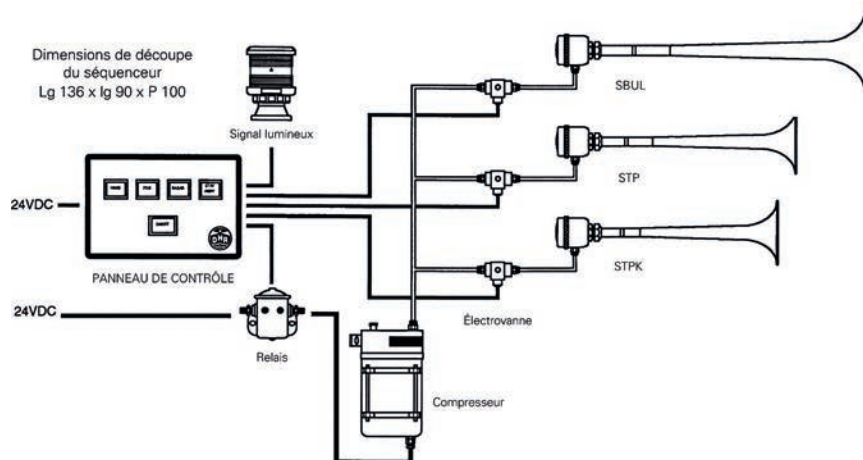 Dimensions de découpe
du séquenceur
Lg 136 x lg 90 x P 100
Signal lumineux
SBUL
STP
STPK
24VDC
PANNEAU DE CONTRÔLE
24VDC
Relais
Électrovanne
Compresseur